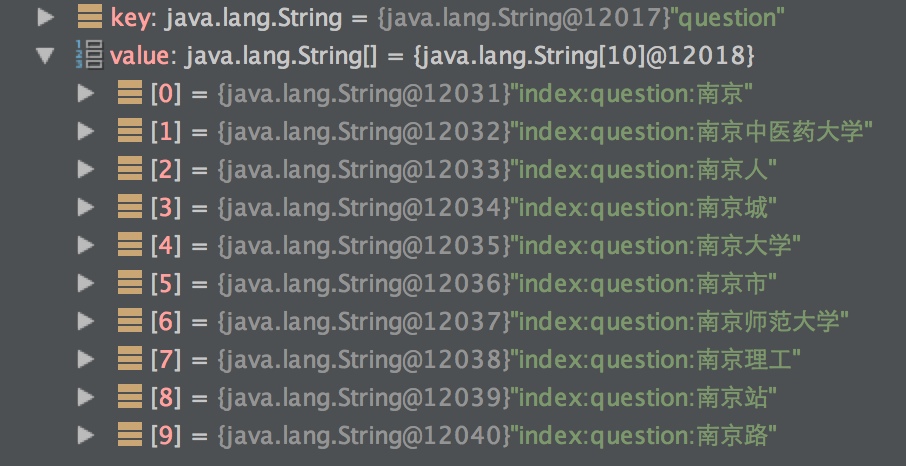 key: java.lang.String = {java.lang.String@12017}"question"
value: java.lang.String[] = {java.lang.String[10]@12018}
[0] = {java.lang.String@12031}"index:question:南京"
[1] = {java.lang.String@12032}"index:question:南京中医药大学"
[2] = {java.lang.String@12033}"index:question:南京人"
[3] = {java.lang.String@12034}"index:question:南京城"
[4] = {java.lang.String@12035}"index:question:南京大学"
[5] = {java.lang.String@12036}"index:question:南京市"
[6] = {java.lang.String@12037}"index:question:南京师范大学"
[7] = {java.lang.String@12038}"index:question:南京理工"
[8] = {java.lang.String@12039}"index:question:南京站"
[9] = {java.lang.String@12040}"index:question:南京路"